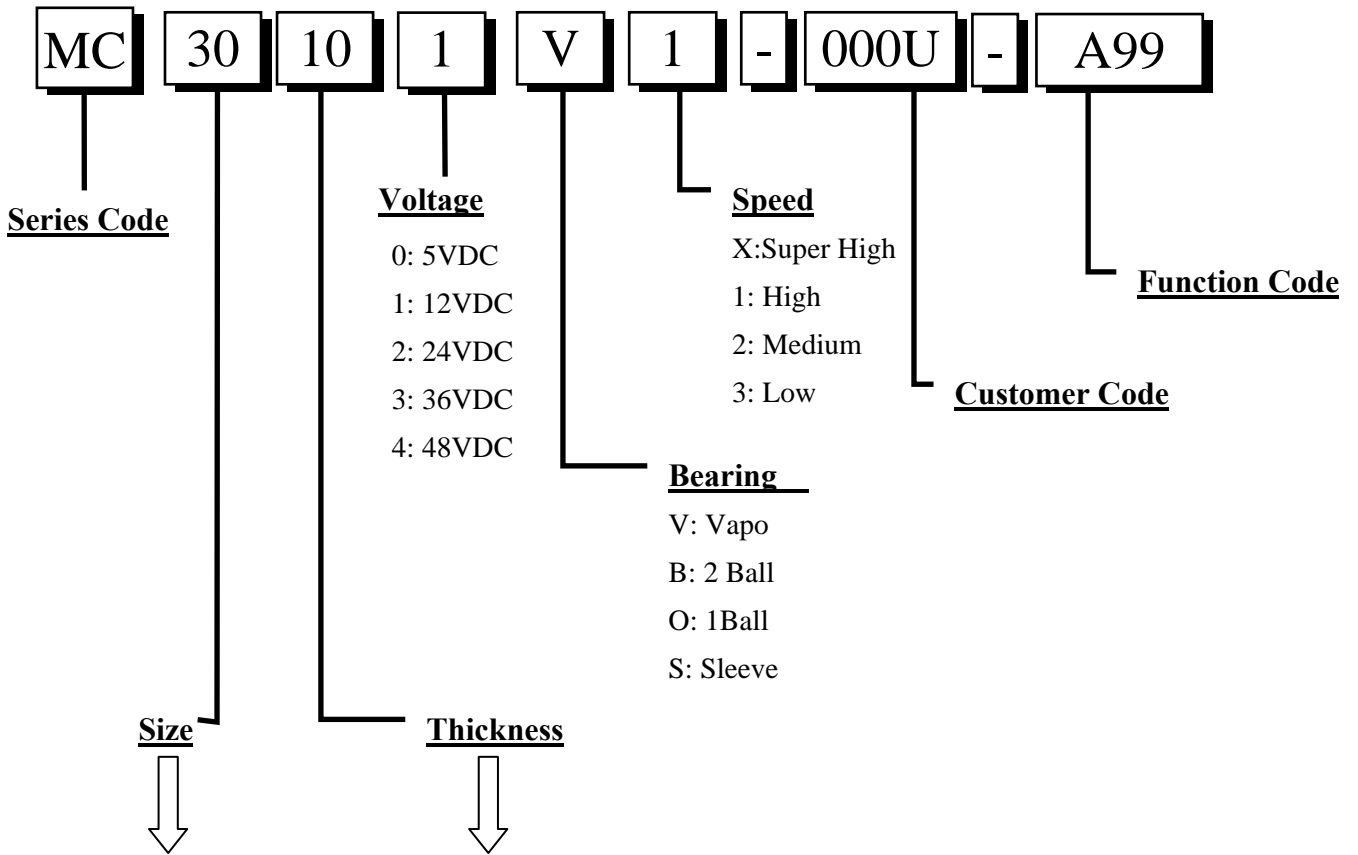 MC 30 10 1 V 1 - 000U - A99
Series Code
Voltage
0: 5VDC
1: 12VDC
2: 24VDC
3: 36VDC
4: 48VDC
Speed
X:Super High
1: High
2: Medium
3: Low
Function Code
Customer Code
Bearing
V: Vapo
B: 2 Ball
O: 1Ball
S: Sleeve
Size
Thickness